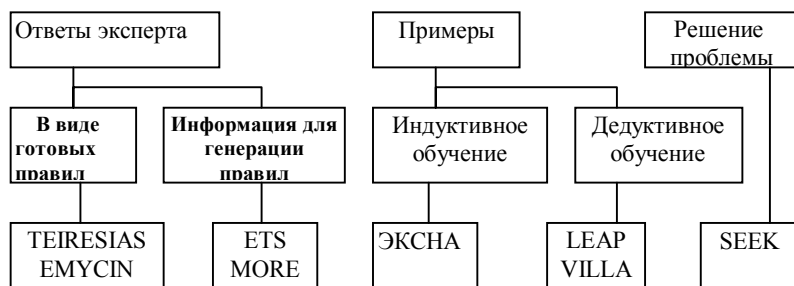 Ответы эксперта
Примеры
Решение
проблемы
В виде
готовых
правил
Информация для
генерации
правил
Индуктивное
обучение
Дедуктивное
обучение
TEIRESIAS
EMYCIN
ETS
MORE
ЭКСНА
LEAP
VILLA
SEEK